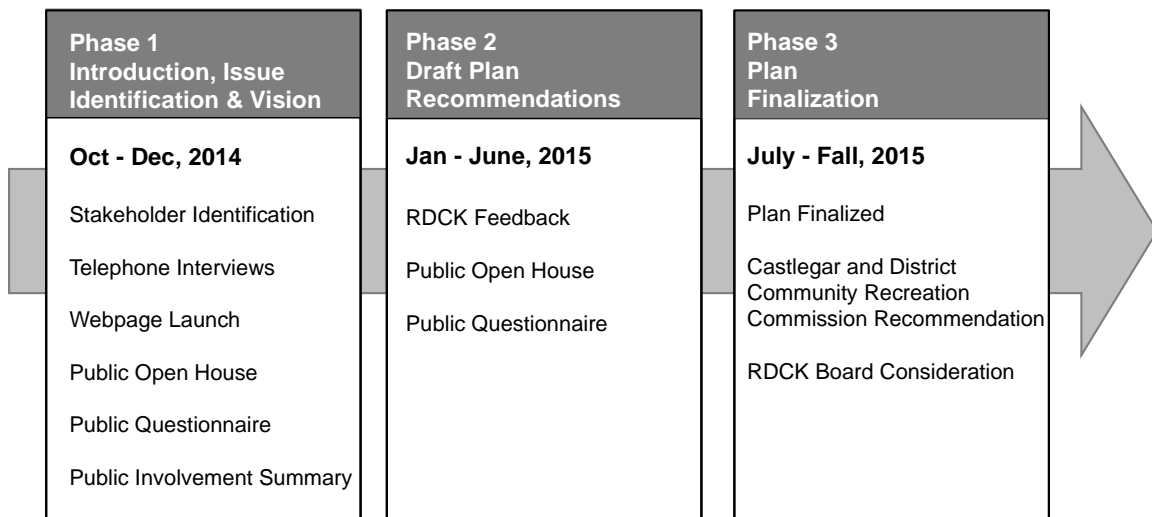 Phase 1
Introduction, Issue
Identification & Vision
Oct - Dec, 2014
Stakeholder Identification
Telephone Interviews
Webpage Launch
Public Open House
Public Questionnaire
Public Involvement Summary
Phase 2
Draft Plan
Recommendations
Jan - June, 2015
RDCK Feedback
Public Open House
Public Questionnaire
Phase 3
Plan
Finalization
July - Fall, 2015
Plan Finalized
Castlegar and District
Community Recreation
Commission Recommendation
RDCK Board Consideration